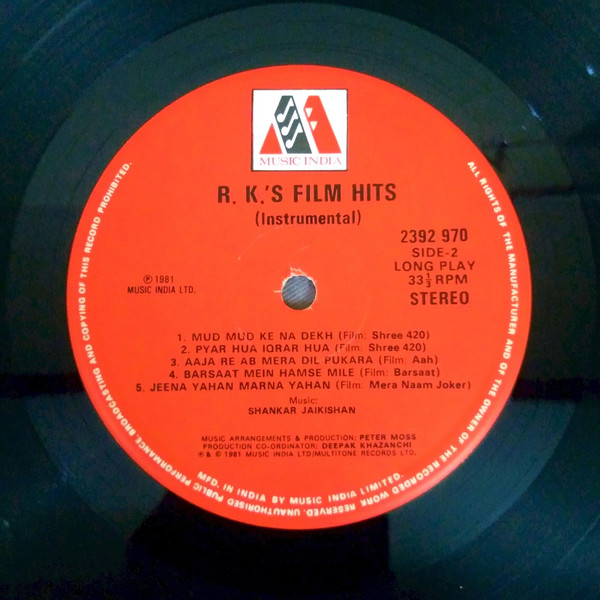 MUSIC INDIA
R. K.'S FILM HITS
(Instrumental)
2392 970
SIDE-2
LONG PLAY
33⅓ RPM
STEREO
Ⓟ 1981
MUSIC INDIA LTD.
1. MUD MUD KE NA DEKH (Film: Shree 420)
2. PYAR HUA IQRAR HUA (Film: Shree 420)
3. AAJA RE AB MERA DIL PUKARA (Film: Aah)
4. BARSAAT MEIN HAMSE MILE (Film: Barsaat)
5. JEENA YAHAN MARNA YAHAN (Film: Mera Naam Joker)
Music:
SHANKAR JAIKISHAN
MUSIC ARRANGEMENTS & PRODUCTION: PETER MOSS
PRODUCTION CO-ORDINATOR: DEEPAK KHAZANCHI
Ⓟ & © 1981 MUSIC INDIA LTD/MULTITONE RECORDS LTD.
MFD. IN INDIA BY MUSIC INDIA LIMITED.
ALL RIGHTS OF THE MANUFACTURER AND OF THE OWNER OF THE RECORDED WORK RESERVED. UNAUTHORISED PUBLIC PERFORMANCE BROADCASTING AND COPYING OF THIS RECORD PROHIBITED.